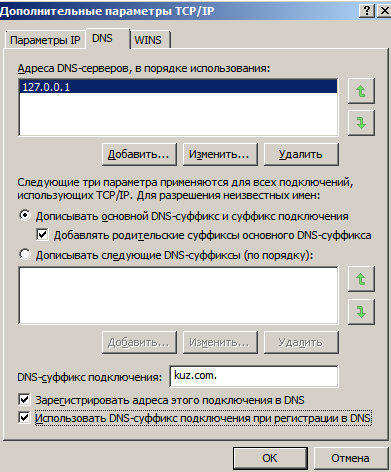 Дополнительные параметры TCP/IP
Параметры IP
DNS
WINS
Адреса DNS-серверов, в порядке использования:
127.0.0.1
Добавить...
Изменить...
Удалить
Следующие три параметра применяются для всех подключений,
использующих TCP/IP. Для разрешения неизвестных имен:
Дописывать основной DNS-суффикс и суффикс подключения
Добавлять родительские суффиксы основного DNS-суффикса
Дописывать следующие DNS-суффиксы (по порядку):
Добавить...
Изменить...
Удалить
DNS-суффикс подключения:
kuz.com.
Зарегистрировать адреса этого подключения в DNS
Использовать DNS-суффикс подключения при регистрации в DNS
OK
Отмена